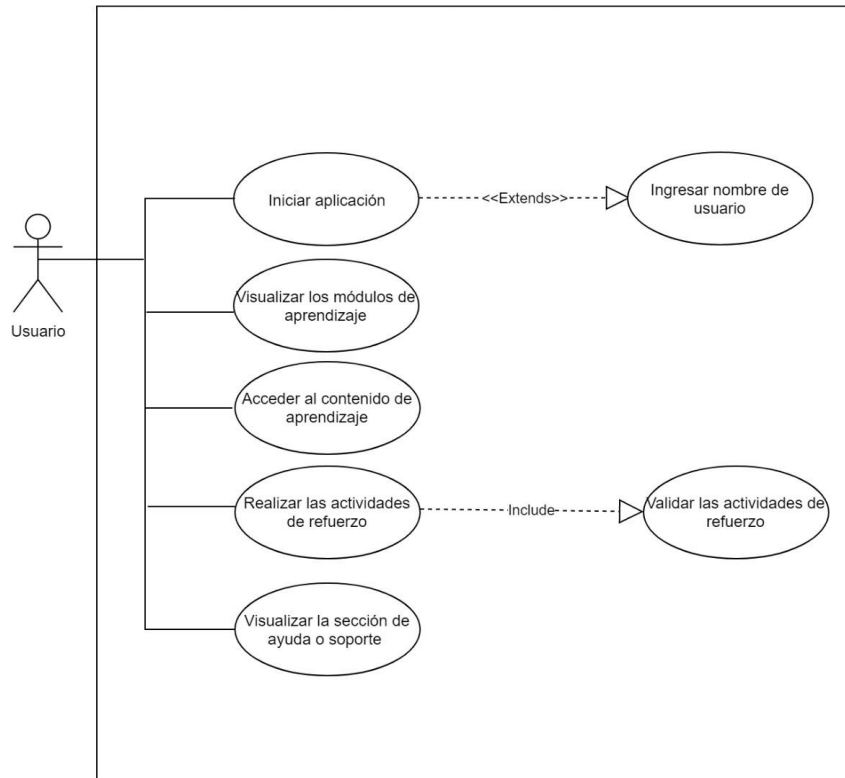 Iniciar aplicación
<<Extends>>
Ingresar nombre de
usuario
Usuario
Visualizar los módulos de
aprendizaje
Acceder al contenido de
aprendizaje
Realizar las actividades
de refuerzo
Include
Validar las actividades de
refuerzo
Visualizar la sección de
ayuda o soporte